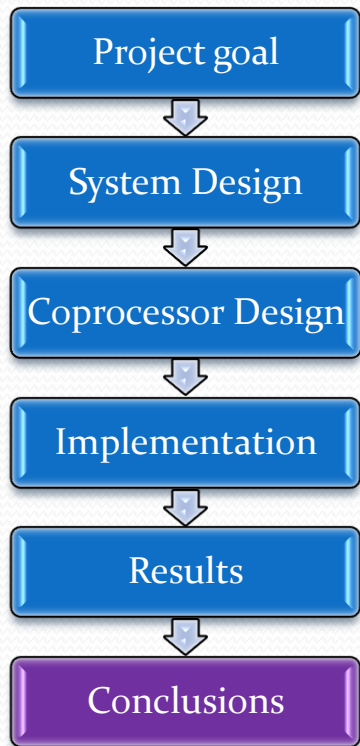 Project goal
System Design
Coprocessor Design
Implementation
Results
Conclusions